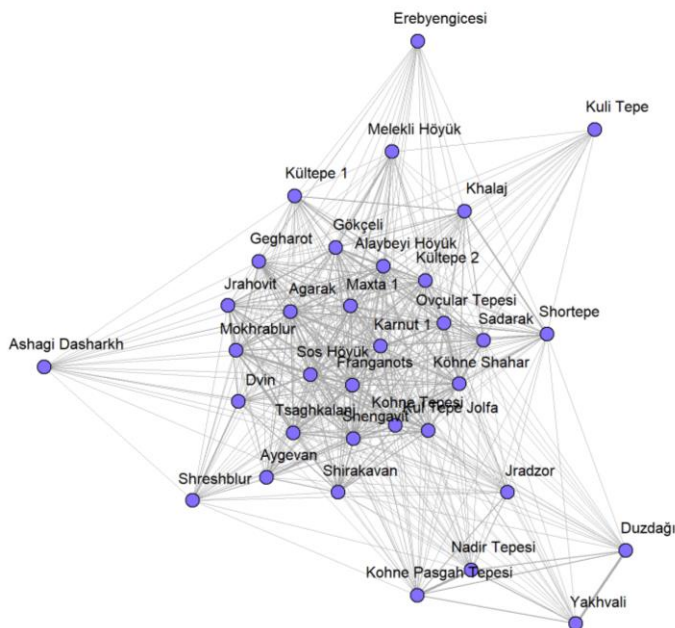 Erebyengicesi
Kuli Tepe
Melekli Höyük
Kültepe 1
Khalaj
Gökçeli
Gegharot
Alaybeyi Höyük
Kültepe 2
Jrahovit
Agarak
Maxta 1
Ovçular Tepesi
Shortepe
Mokhrablur
Karnut 1
Sadarak
Ashagi Dasharkh
Sos Höyük
Franganots
Köhne Shahar
Dvin
Tsaghkalanj
Kohne Tepesi
Shengavit
Kul Tepe Jolfa
Aygevan
Shreshblur
Shirakavan
Jradzor
Duzdağı
Nadir Tepesi
Kohne Pasgah Tepesi
Yakhvali